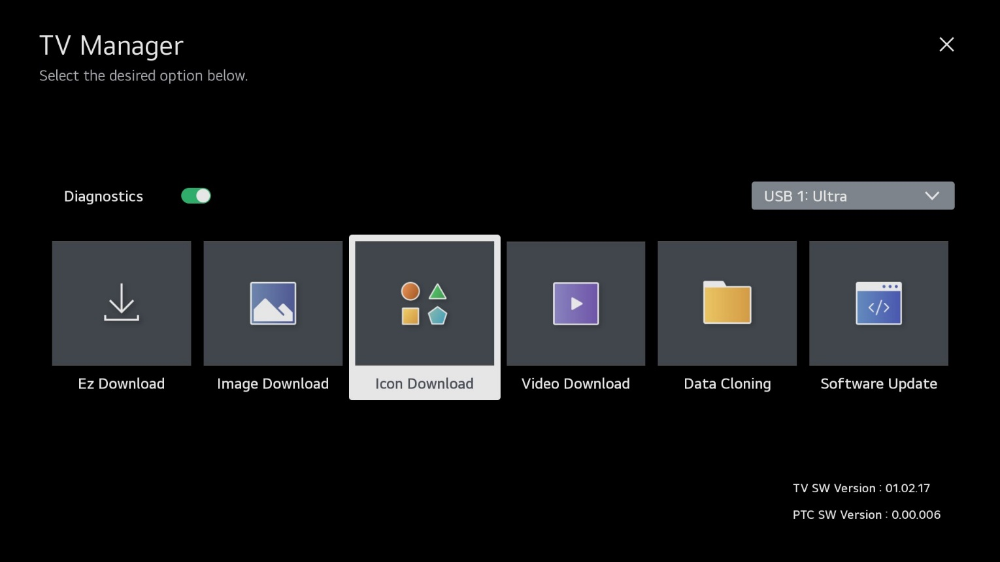 TV Manager
Select the desired option below.
Diagnostics
USB 1: Ultra
Ez Download
Image Download
Icon Download
Video Download
Data Cloning
Software Update
TV SW Version : 01.02.17
PTC SW Version : 0.00.006